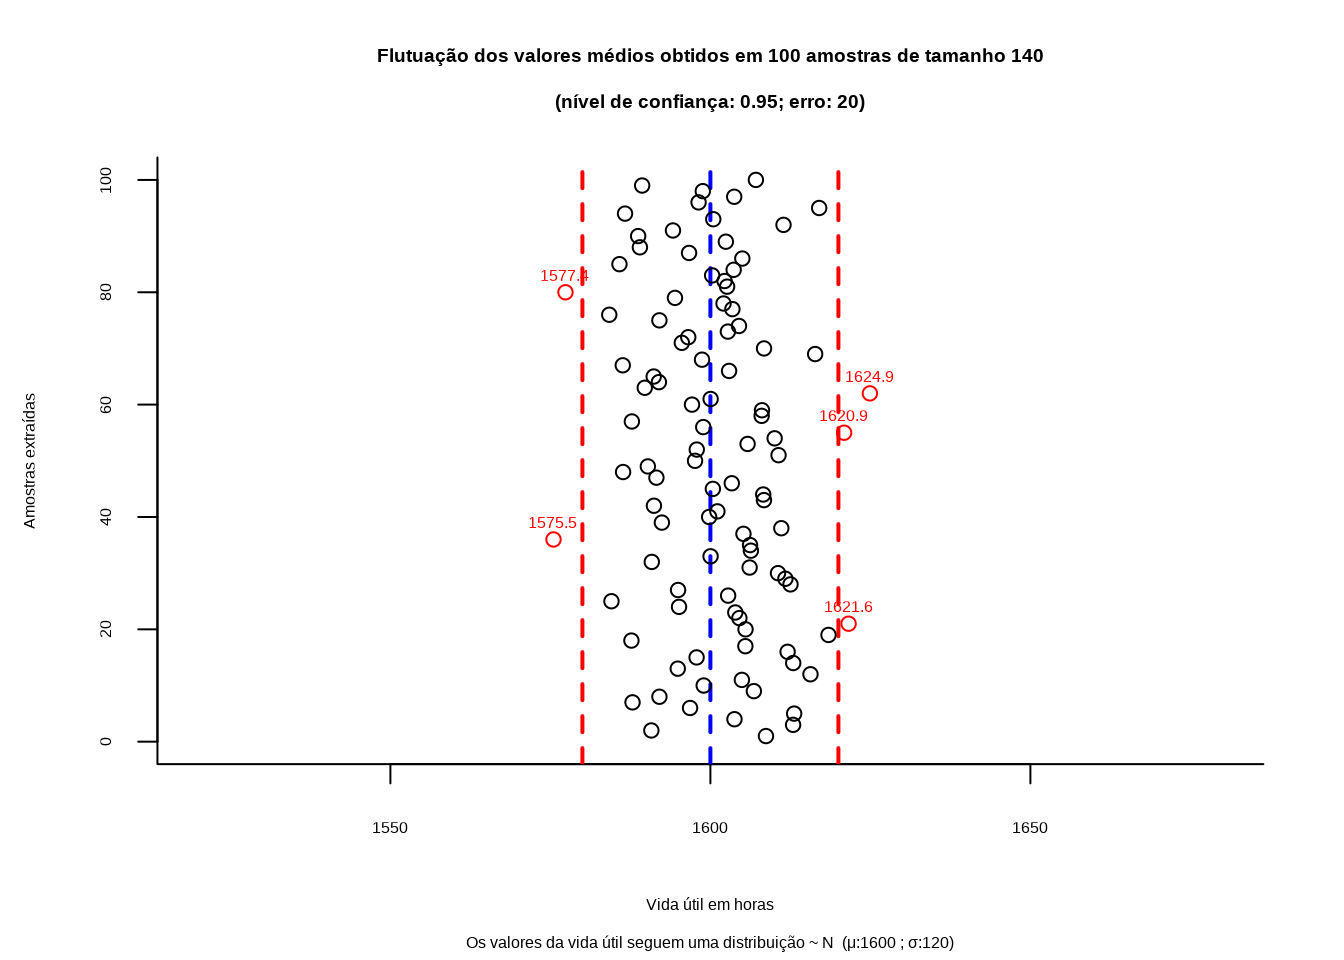 Flutuação dos valores médios obtidos em 100 amostras de tamanho 140
(nível de confiança: 0.95; erro: 20)
100
80
60
40
20
0
Amostras extraídas
1577.4
1624.9
1620.9
1575.5
1621.6
1550
1600
1650
Vida útil em horas
Os valores da vida útil seguem uma distribuição ~ N  (μ:1600 ; σ:120)